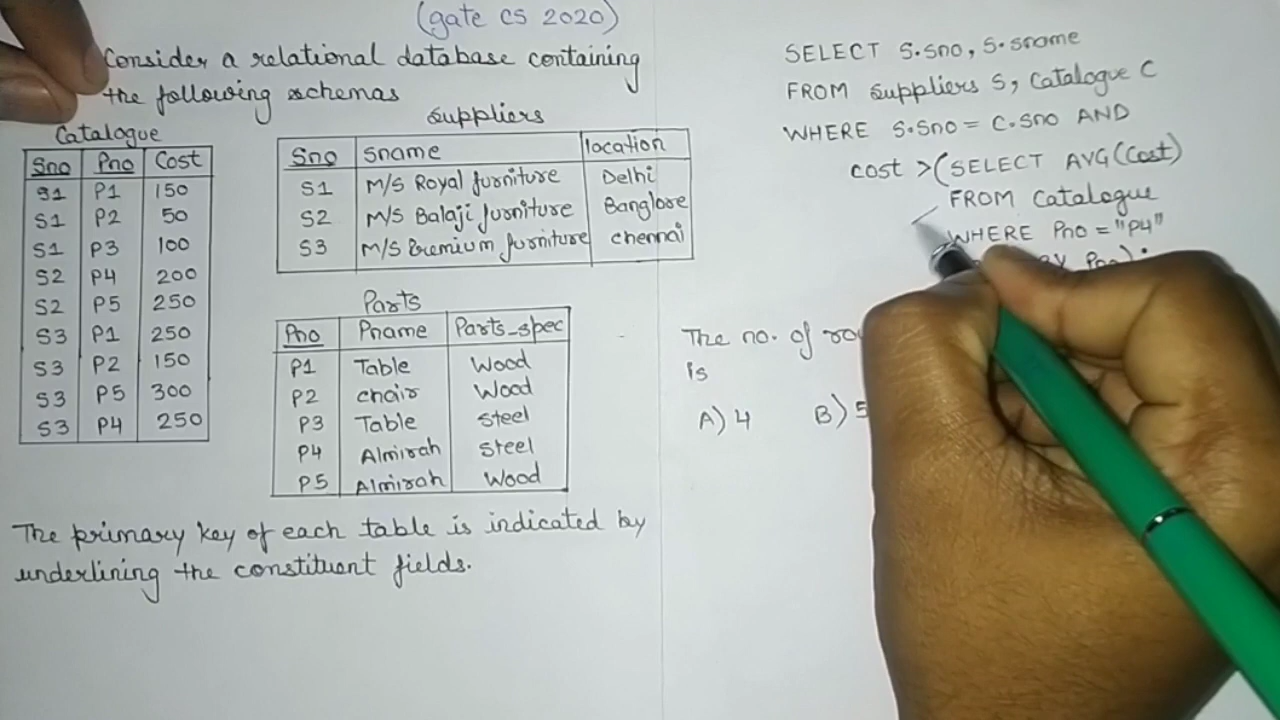 (gate CS 2020)
Consider a relational database containing
the following schemas
Catalogue
Sno Pno Cost
S1 P1 150
S1 P2 50
S1 P3 100
S2 P4 200
S2 P5 250
S3 P1 250
S3 P2 150
S3 P5 300
S3 P4 250
Suppliers
Sno Sname location
S1 M/S Royal furniture Delhi
S2 M/S Balaji furniture Banglore
S3 M/S Premium furniture chennai
Parts
Pno Pname Parts_spec
P1 Table Wood
P2 chair Wood
P3 Table Steel
P4 Almirah Steel
P5 Almirah Wood
The primary key of each table is indicated by
underlining the constituent fields.
SELECT S.Sno, S.Sname
FROM Suppliers S, Catalogue C
WHERE S.Sno = C.Sno AND
cost >(SELECT AVG(Cost)
FROM Catalogue
WHERE Pno = "P4"
Pno);
The no. of
is
A) 4 B) 5